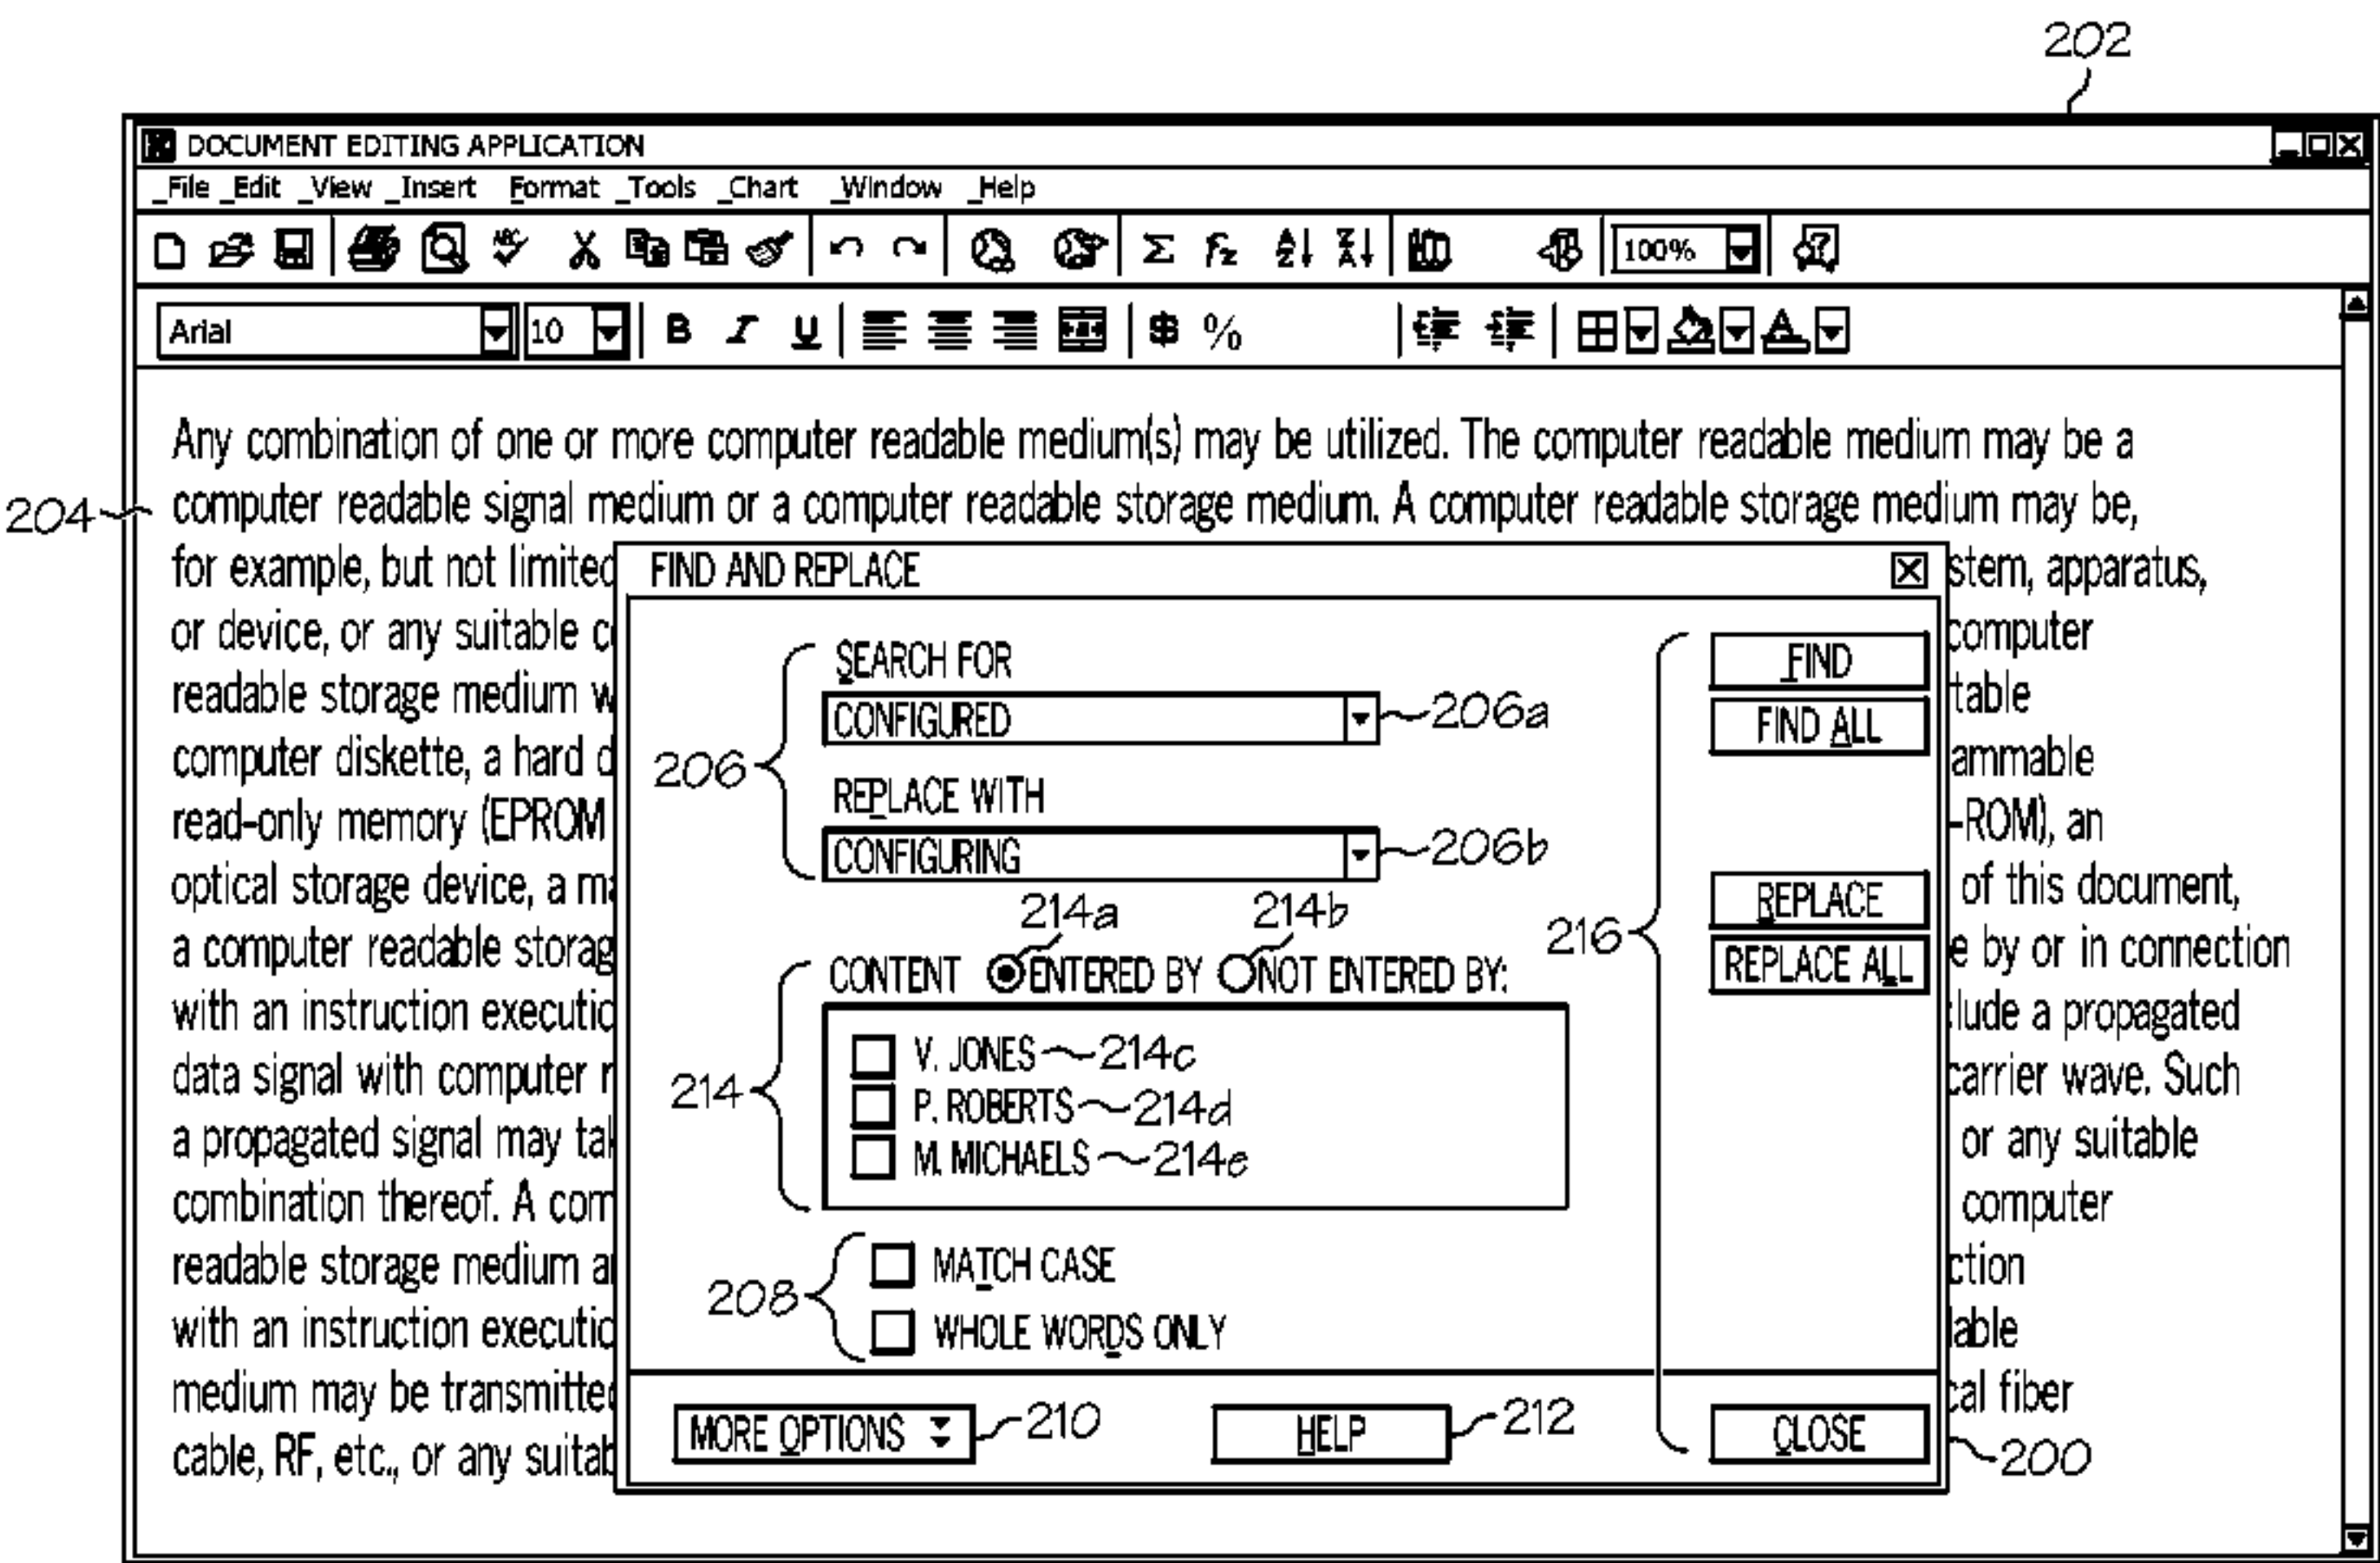 202
DOCUMENT EDITING APPLICATION
_File _Edit _View _Insert Format _Tools _Chart _Window _Help
100%
Arial 10 B I U $ %
Any combination of one or more computer readable medium(s) may be utilized. The computer readable medium may be a
204 computer readable signal medium or a computer readable storage medium. A computer readable storage medium may be,
for example, but not limited stem, apparatus,
or device, or any suitable c computer
readable storage medium w table
computer diskette, a hard d ammable
read-only memory (EPROM -ROM), an
optical storage device, a ma of this document,
a computer readable storag e by or in connection
with an instruction executio lude a propagated
data signal with computer r carrier wave. Such
a propagated signal may tak or any suitable
combination thereof. A com computer
readable storage medium a ction
with an instruction executio lable
medium may be transmitted cal fiber
cable, RF, etc., or any suitab
FIND AND REPLACE
206
SEARCH FOR
CONFIGURED 206a
REPLACE WITH
CONFIGURING 206b
214a 214b
214
CONTENT ENTERED BY NOT ENTERED BY:
V. JONES 214c
P. ROBERTS 214d
M. MICHAELS 214e
208
MATCH CASE
WHOLE WORDS ONLY
216
FIND
FIND ALL
REPLACE
REPLACE ALL
MORE OPTIONS 210
HELP 212
CLOSE
200